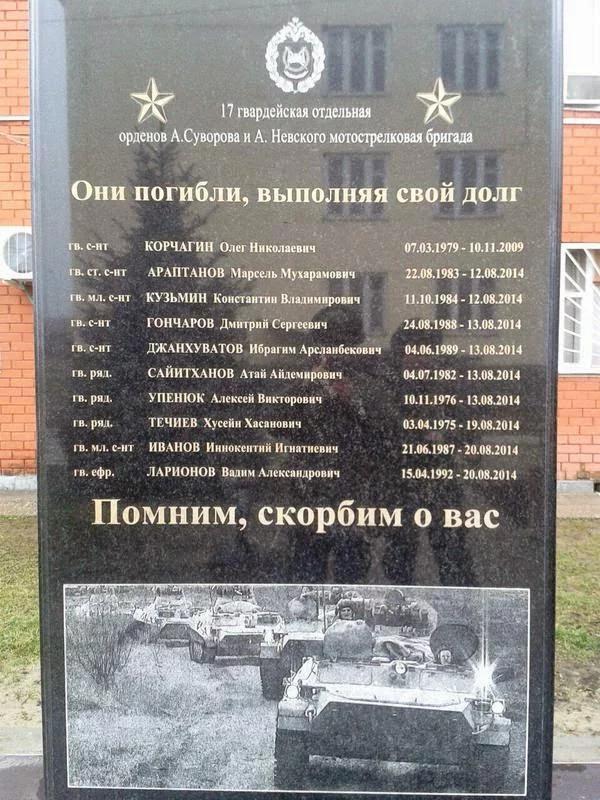 17 гвардейская отдельная
орденов А.Суворова и А. Невского мотострелковая бригада
Они погибли, выполняя свой долг
гв. с-нт КОРЧАГИН Олег Николаевич 07.03.1979 - 10.11.2009
гв. ст. с-нт АРАПТАНОВ Марсель Мухарамович 22.08.1983 - 12.08.2014
гв. мл. с-нт КУЗЬМИН Константин Владимирович 11.10.1984 - 12.08.2014
гв. с-нт ГОНЧАРОВ Дмитрий Сергеевич 24.08.1988 - 13.08.2014
гв. с-нт ДЖАНХУВАТОВ Ибрагим Арсланбекович 04.06.1989 - 13.08.2014
гв. ряд. САЙИТХАНОВ Атай Айдемирович 04.07.1982 - 13.08.2014
гв. ряд. УПЕНЮК Алексей Викторович 10.11.1976 - 13.08.2014
гв. ряд. ТЕЧИЕВ Хусейн Хасанович 03.04.1975 - 19.08.2014
гв. мл. с-нт ИВАНОВ Иннокентий Игнатиевич 21.06.1987 - 20.08.2014
гв. ефр. ЛАРИОНОВ Вадим Александрович 15.04.1992 - 20.08.2014
Помним, скорбим о вас